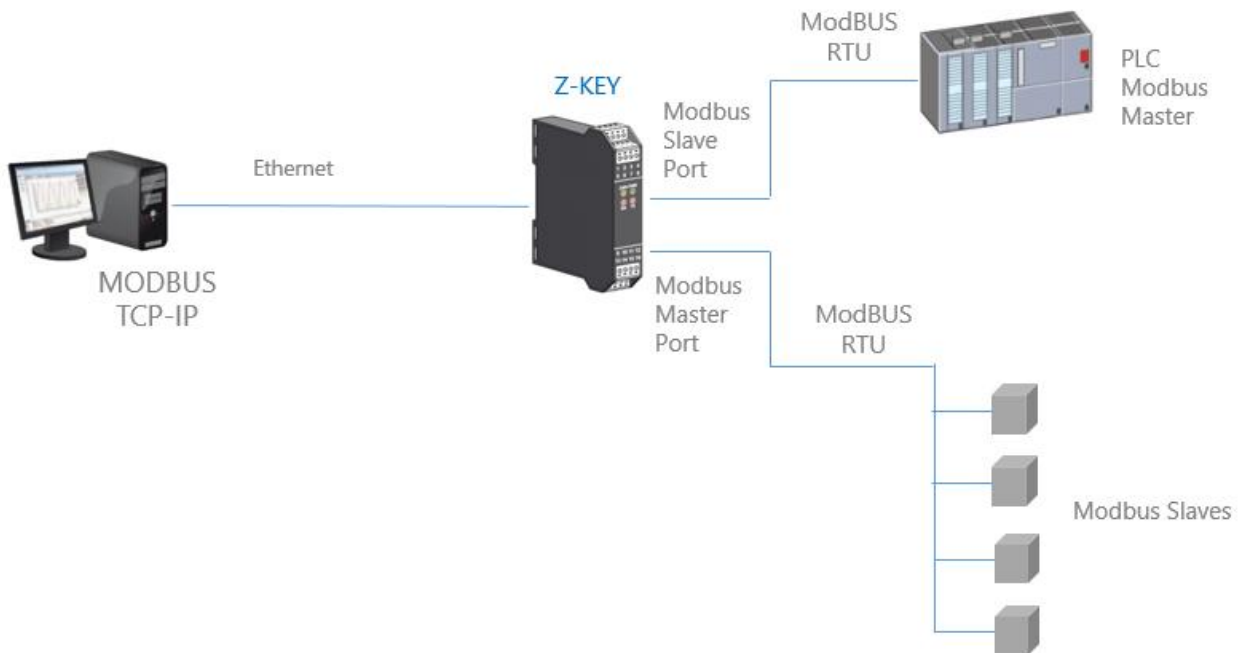 ModBUS
RTU
PLC
Modbus
Master
Z-KEY
Modbus
Slave
Port
Ethernet
MODBUS
TCP-IP
Modbus
Master
Port
ModBUS
RTU
Modbus Slaves